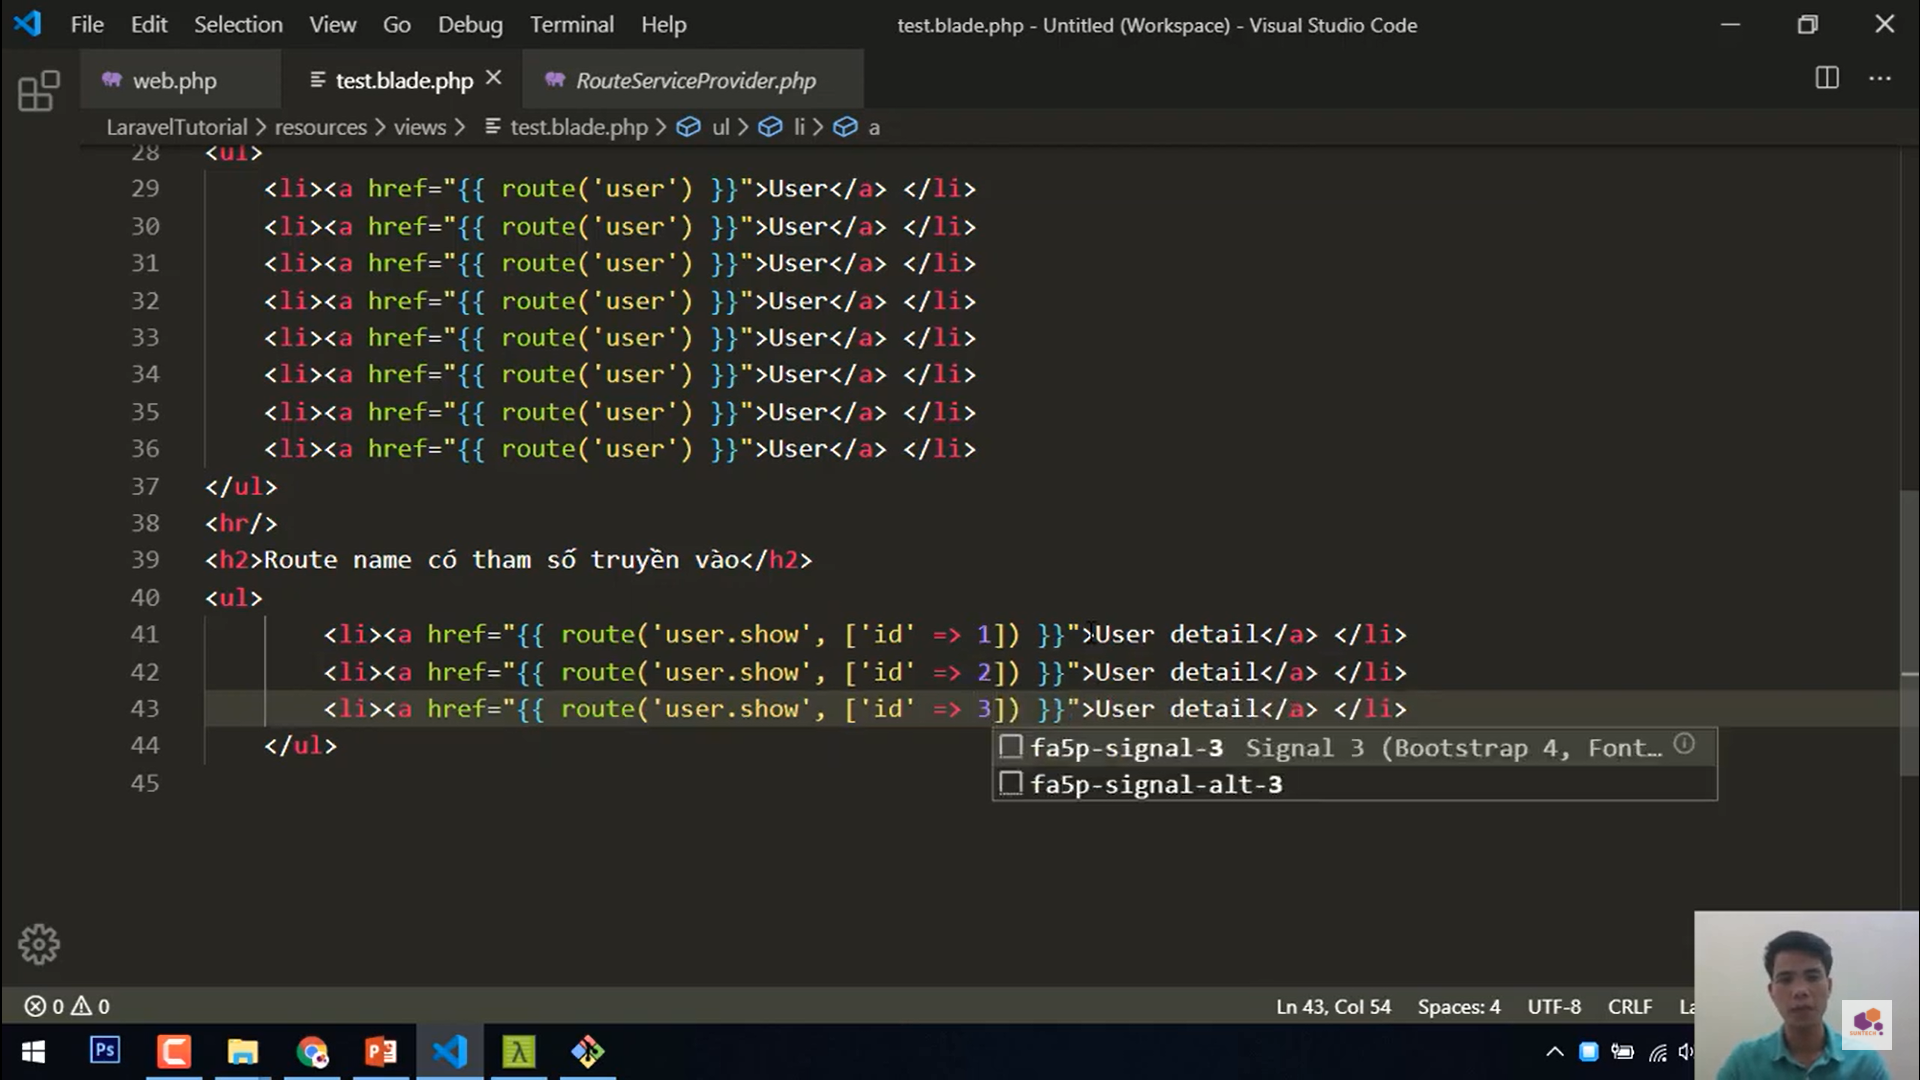 File Edit Selection View Go Debug Terminal Help test.blade.php - Untitled (Workspace) - Visual Studio Code
web.php test.blade.php RouteServiceProvider.php
LaravelTutorial > resources > views > test.blade.php > ul > li > a
28 <ul>
29 <li><a href="{{ route('user') }}">User</a> </li>
30 <li><a href="{{ route('user') }}">User</a> </li>
31 <li><a href="{{ route('user') }}">User</a> </li>
32 <li><a href="{{ route('user') }}">User</a> </li>
33 <li><a href="{{ route('user') }}">User</a> </li>
34 <li><a href="{{ route('user') }}">User</a> </li>
35 <li><a href="{{ route('user') }}">User</a> </li>
36 <li><a href="{{ route('user') }}">User</a> </li>
37 </ul>
38 <hr/>
39 <h2>Route name có tham số truyền vào</h2>
40 <ul>
41 <li><a href="{{ route('user.show', ['id' => 1]) }}">User detail</a> </li>
42 <li><a href="{{ route('user.show', ['id' => 2]) }}">User detail</a> </li>
43 <li><a href="{{ route('user.show', ['id' => 3]) }}">User detail</a> </li>
44 </ul>
fa5p-signal-3 Signal 3 (Bootstrap 4, Font…
45
fa5p-signal-alt-3
0 0 Ln 43, Col 54 Spaces: 4 UTF-8 CRLF La
Ps
SUNTECH